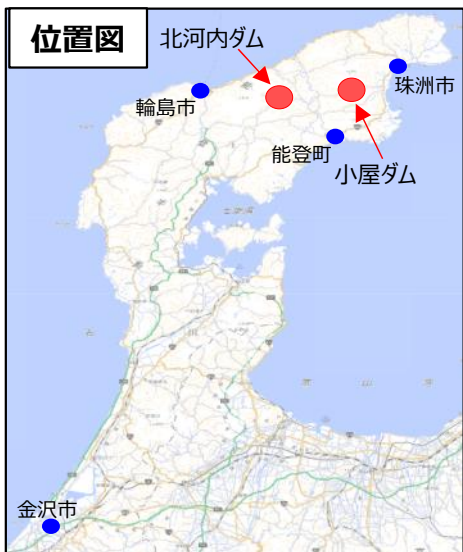 位置図
北河内ダム
珠洲市
輪島市
能登町
小屋ダム
金沢市